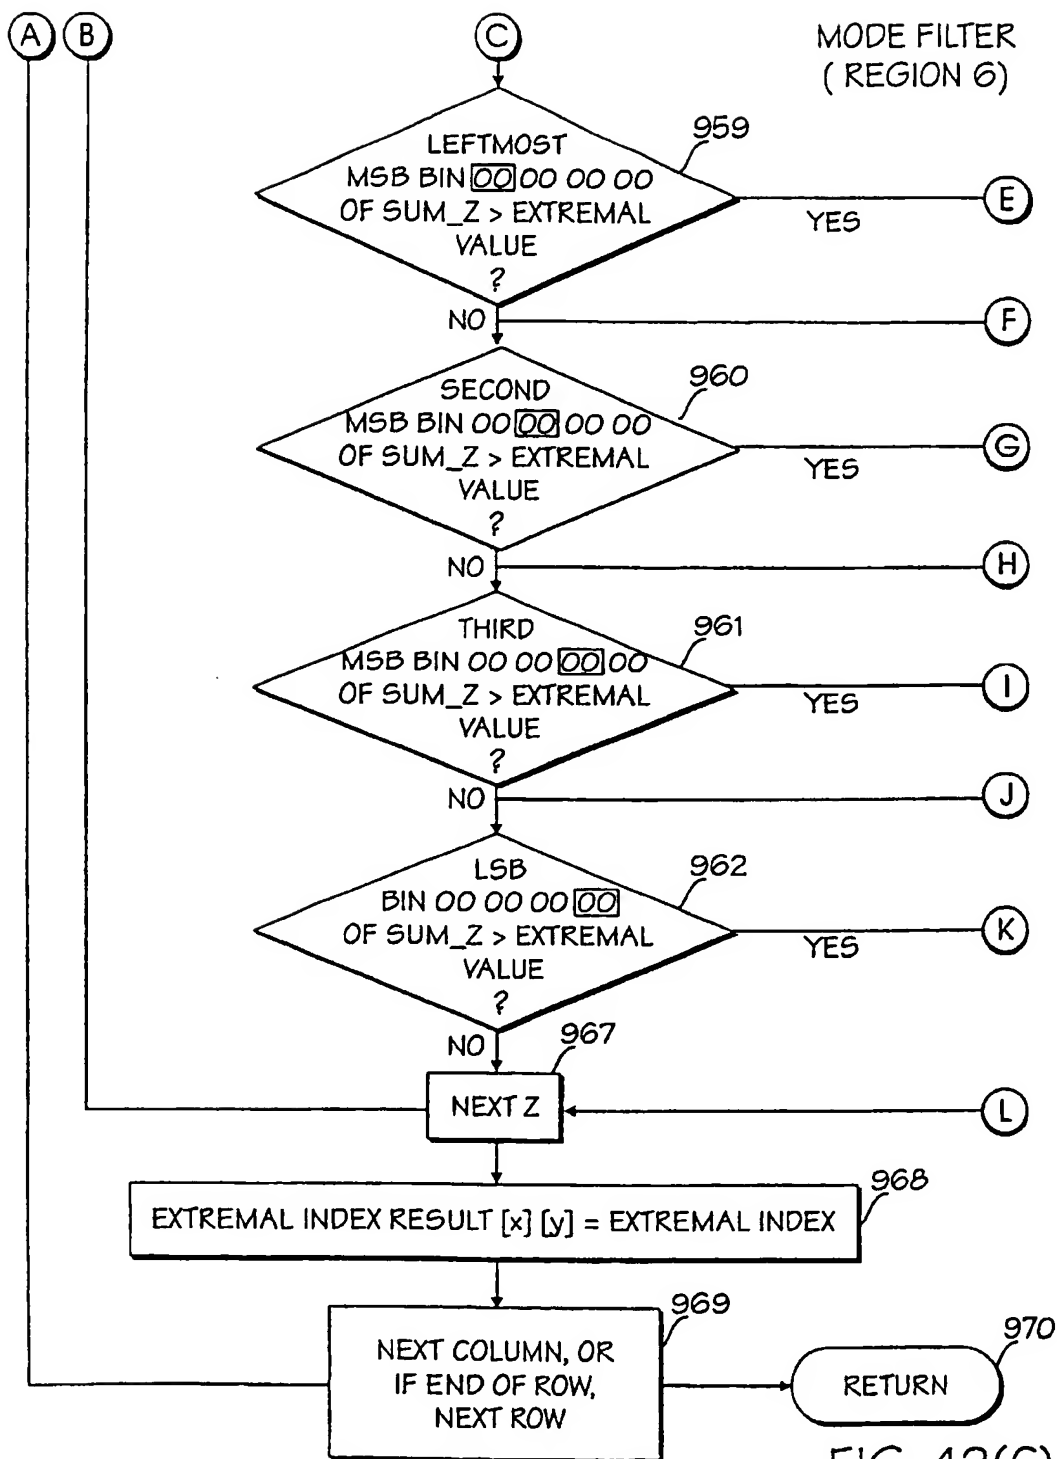 A B C
MODE FILTER
( REGION 6)
959
LEFTMOST
MSB BIN 00 00 00 00
OF SUM_Z > EXTREMAL
VALUE
?
YES
E
NO
F
960
SECOND
MSB BIN 00 00 00 00
OF SUM_Z > EXTREMAL
VALUE
?
YES
G
NO
H
961
THIRD
MSB BIN 00 00 00 00
OF SUM_Z > EXTREMAL
VALUE
?
YES
I
NO
J
962
LSB
BIN 00 00 00 00
OF SUM_Z > EXTREMAL
VALUE
?
YES
K
NO
967
NEXT Z
L
968
EXTREMAL INDEX RESULT [x] [y] = EXTREMAL INDEX
969
NEXT COLUMN, OR
IF END OF ROW,
NEXT ROW
970
RETURN